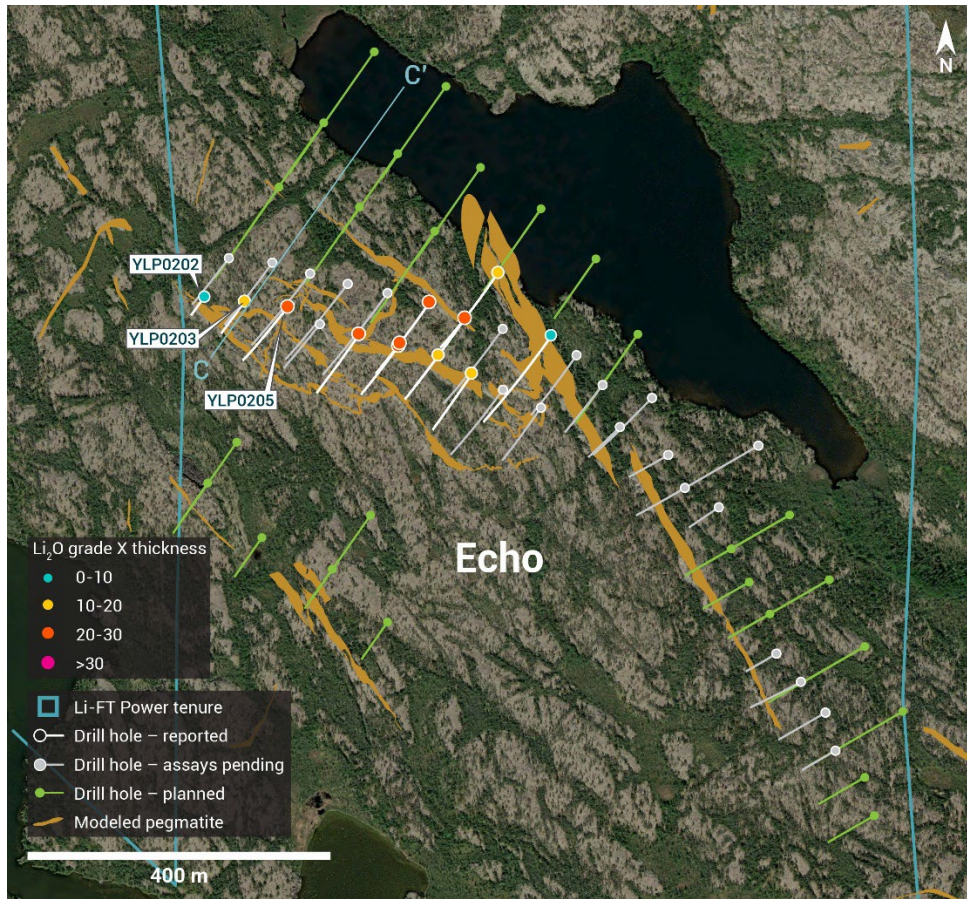 C'
N
YLP0202
YLP0203
C
YLP0205
Echo
Li₂O grade X thickness
0-10
10-20
20-30
>30
Li-FT Power tenure
Drill hole – reported
Drill hole – assays pending
Drill hole – planned
Modeled pegmatite
400 m